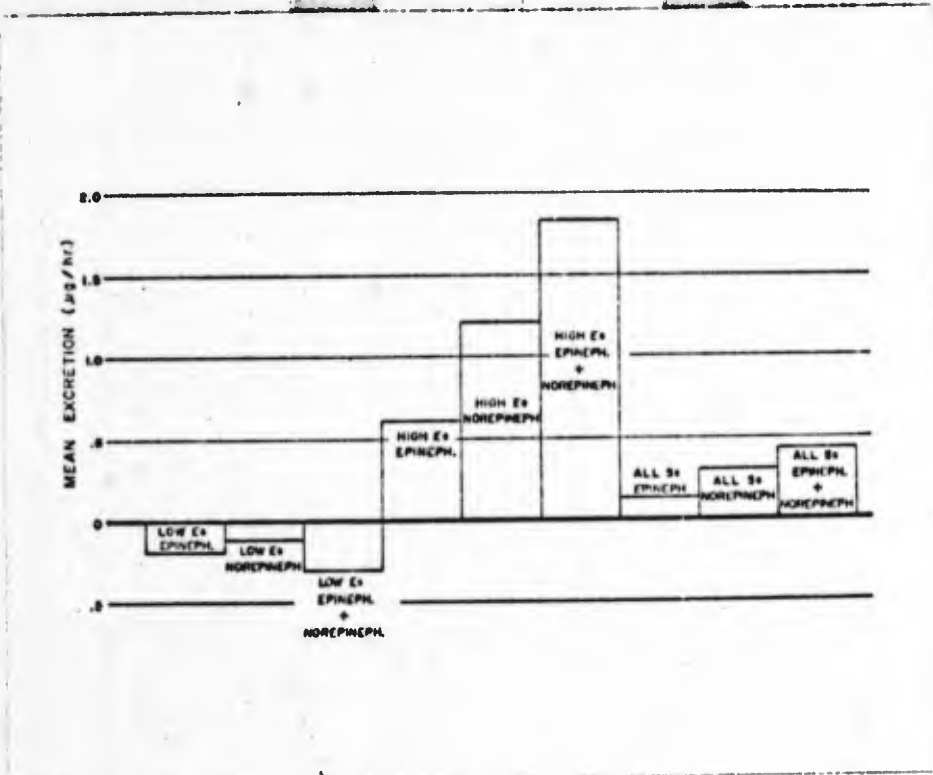 MEAN EXCRETION (μg/hr.)
2.0
1.5
1.0
.5
0
.5
LOW Es
EPINEPH.
LOW Es
NOREPINEPH
LOW Es
EPINEPH.
+
NOREPINEPH.
HIGH Es
EPINEPH.
HIGH Es
NOREPINEPH
HIGH Es
EPINEPH.
+
NOREPINEPH
ALL Ss
EPINEPH
ALL Ss
NOREPINEPH
ALL Ss
EPINEPH.
+
NOREPINEPH